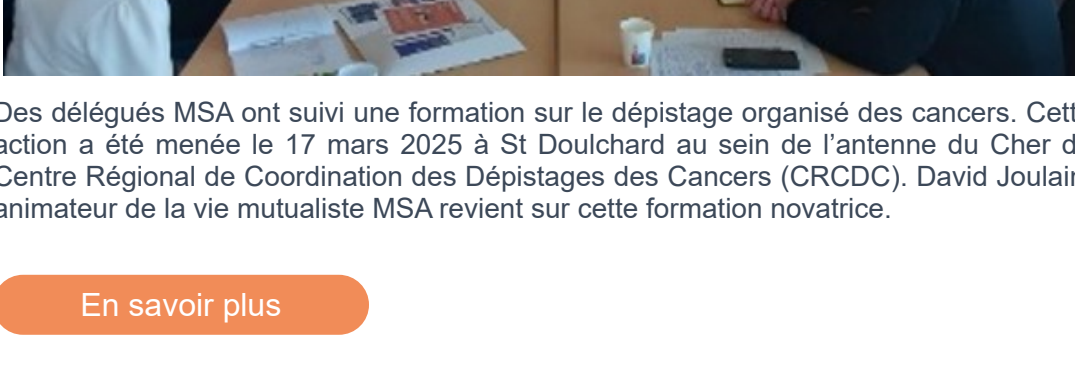 Des délégués MSA ont suivi une formation sur le dépistage organisé des cancers. Cett
action a été menée le 17 mars 2025 à St Doulchard au sein de l’antenne du Cher d
Centre Régional de Coordination des Dépistages des Cancers (CRCDC). David Joulain
animateur de la vie mutualiste MSA revient sur cette formation novatrice.
En savoir plus